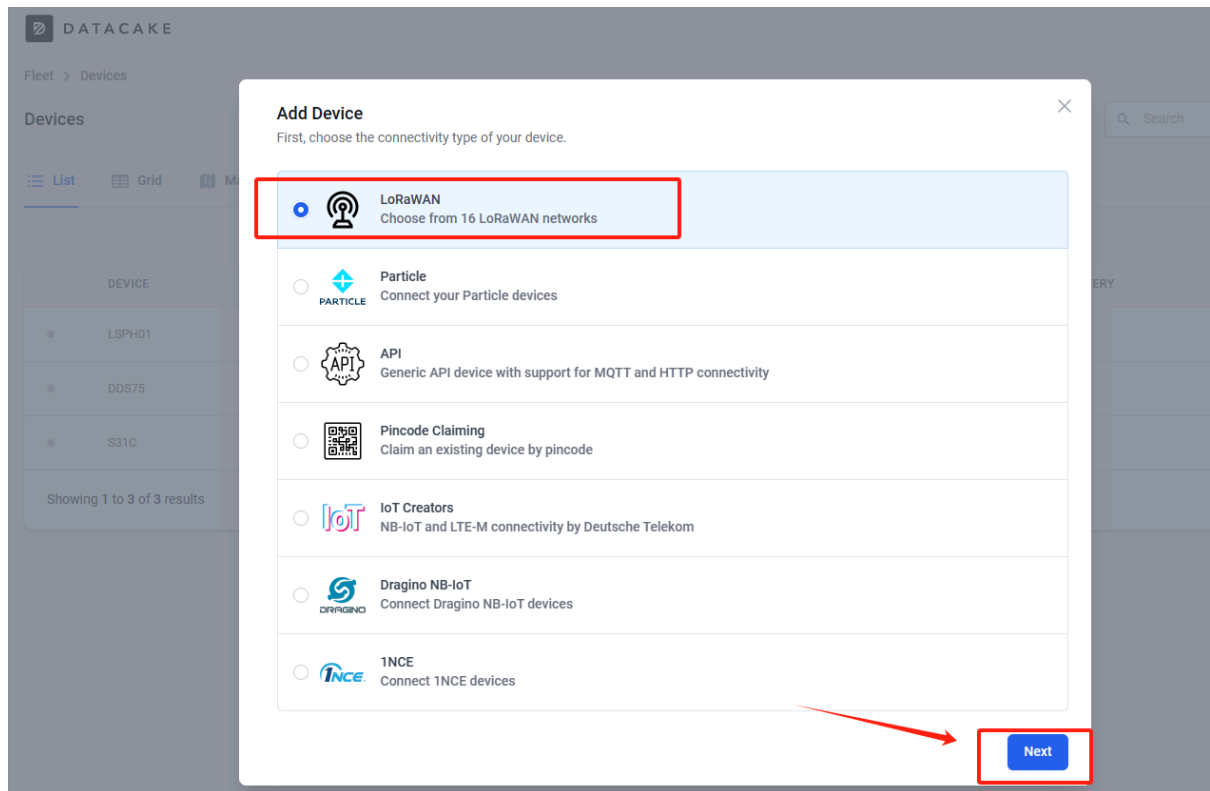 DATACAKE
Fleet > Devices
Devices
Search
List
Grid
Add Device
First, choose the connectivity type of your device.
LoRaWAN
Choose from 16 LoRaWAN networks
PARTICLE
Particle
Connect your Particle devices
API
API
Generic API device with support for MQTT and HTTP connectivity
Pincode Claiming
Claim an existing device by pincode
IoT
IoT Creators
NB-IoT and LTE-M connectivity by Deutsche Telekom
DRAGINO
Dragino NB-IoT
Connect Dragino NB-IoT devices
1NCE
1NCE
Connect 1NCE devices
Next
DEVICE
LSPH01
DDS75
S31C
Showing 1 to 3 of 3 results